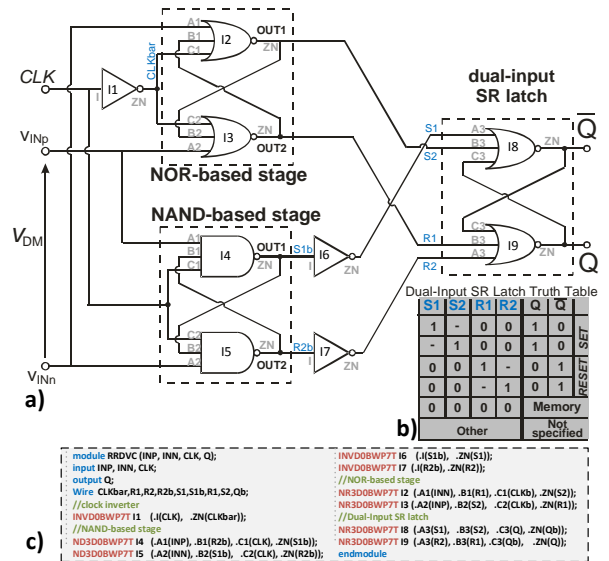 A1
B1
C1
I2
OUT1
ZN
CLK
I
I1
ZN
CLKbar
C2
B2
A2
I3
ZN
OUT2
vINp
NOR-based stage
VDM
NAND-based stage
A1
B1
C1
I4
OUT1
ZN
S1b
I
I6
ZN
C2
B2
A2
I5
ZN
OUT2
R2b
I
I7
ZN
vINn
a)
dual-input
SR latch
S1
S2
A3
B3
C3
I8
ZN
Q̅
R1
R2
C3
B3
A3
I9
ZN
Q
Dual-Input SR Latch Truth Table
S1 S2 R1 R2 Q Q̅
1 - 0 0 1 0
- 1 0 0 1 0
SET
0 0 1 - 0 1
0 0 - 1 0 1
RESET
0 0 0 0 Memory
Other Not specified
b)
c)
module RRDVC (INP, INN, CLK, Q);
input INP, INN, CLK;
output Q;
Wire CLKbar,R1,R2,R2b,S1,S1b,R1,S2,Qb;
//clock inverter
INVD0BWP7T I1 (.I(CLK), .ZN(CLKbar));
//NAND-based stage
ND3D0BWP7T I4 (.A1(INP), .B1(R2b), .C1(CLK), .ZN(S1b));
ND3D0BWP7T I5 (.A2(INN), .B2(S1b), .C2(CLK), .ZN(R2b));
INVD0BWP7T I6 (.I(S1b), .ZN(S1));
INVD0BWP7T I7 (.I(R2b), .ZN(R2));
//NOR-based stage
NR3D0BWP7T I2 (.A1(INN), .B1(R1), .C1(CLKb), .ZN(S2));
NR3D0BWP7T I3 (.A2(INP), .B2(S2), .C2(CLKb), .ZN(R1));
//Dual-Input SR latch
NR3D0BWP7T I8 (.A3(S1), .B3(S2), .C3(Q), .ZN(Qb));
NR3D0BWP7T I9 (.A3(R2), .B3(R1), .C3(Qb), .ZN(Q));
endmodule